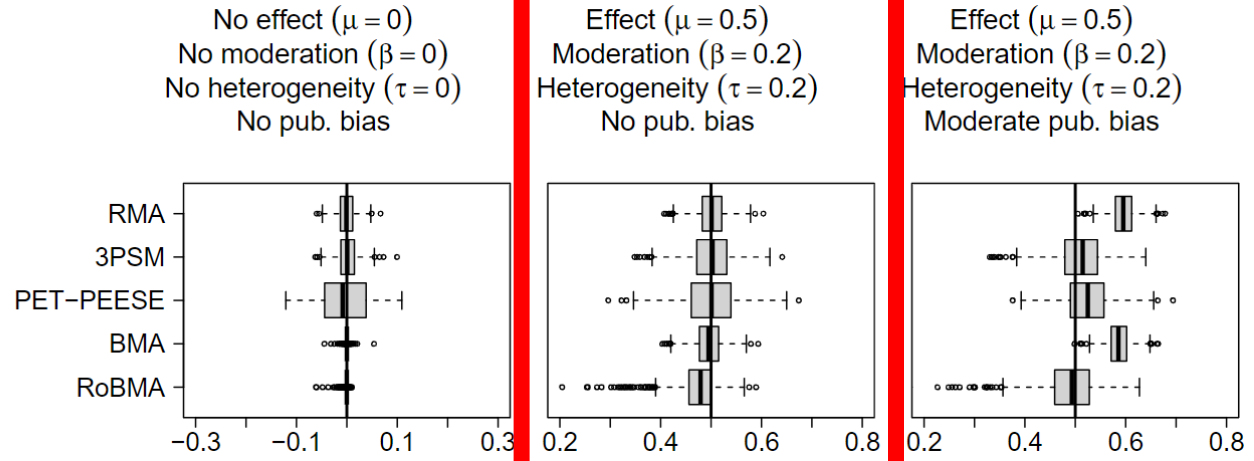 No effect (μ = 0)
No moderation (β = 0)
No heterogeneity (τ = 0)
No pub. bias
Effect (μ = 0.5)
Moderation (β = 0.2)
Heterogeneity (τ = 0.2)
No pub. bias
Effect (μ = 0.5)
Moderation (β = 0.2)
Heterogeneity (τ = 0.2)
Moderate pub. bias
RMA
3PSM
PET−PEESE
BMA
RoBMA
−0.3 −0.1 0.1 0.3
0.2 0.4 0.6 0.8
0.2 0.4 0.6 0.8